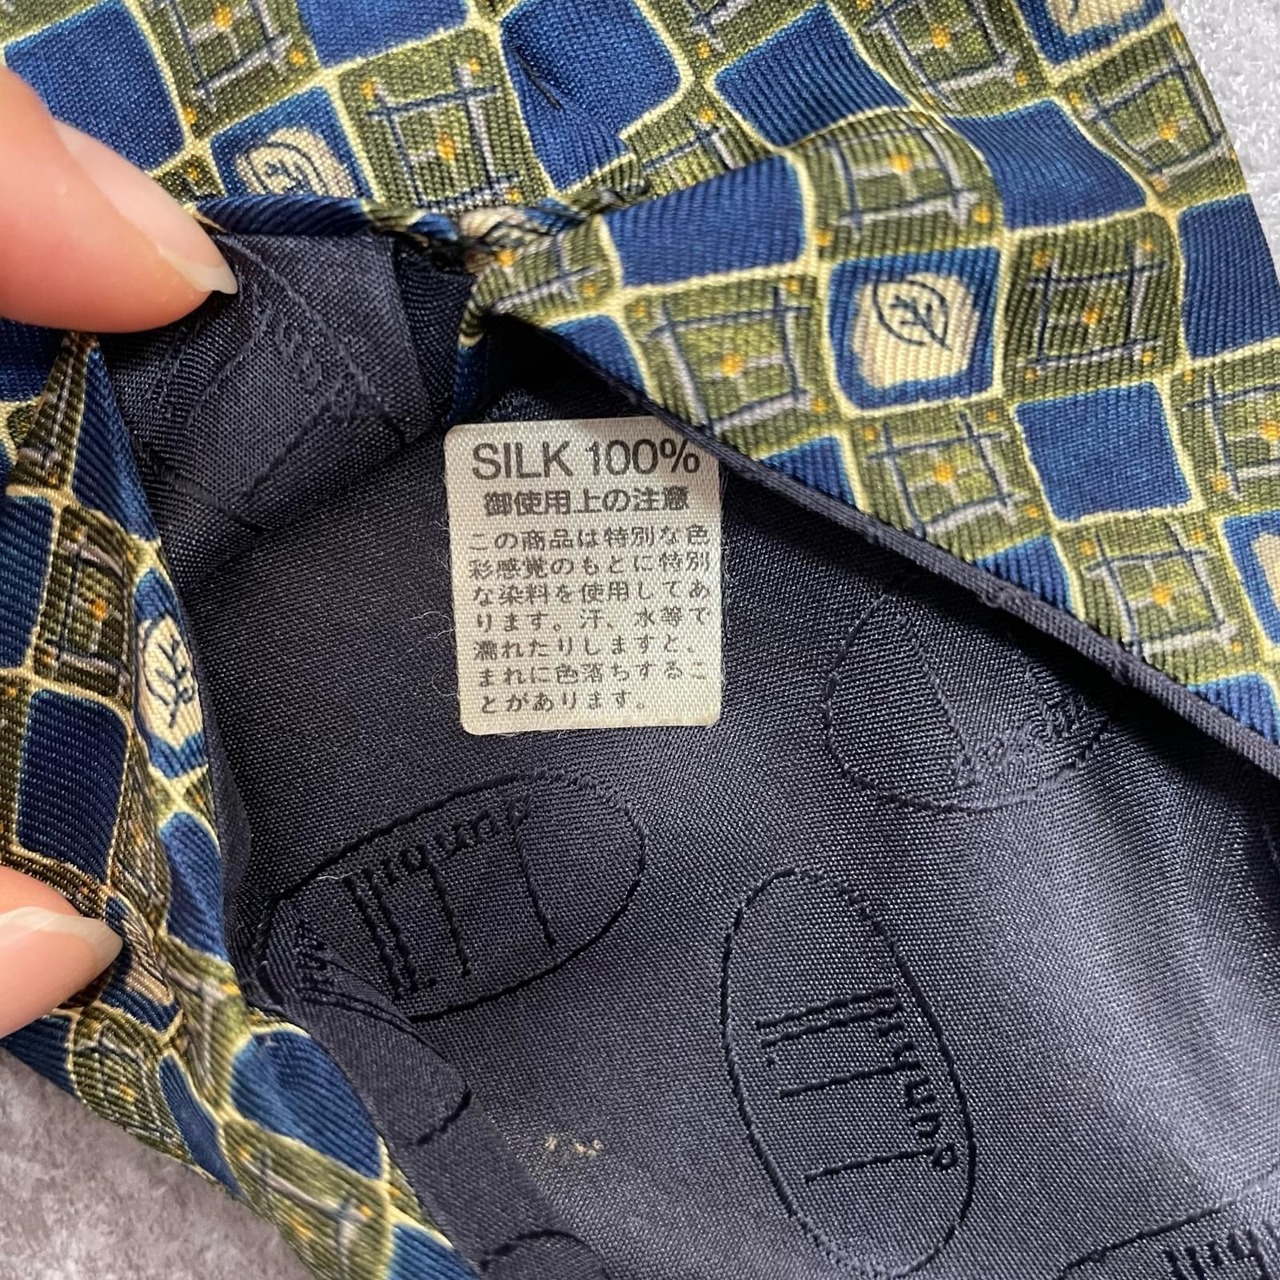 SILK 100%
御使用上の注意
この商品は特別な色
彩感覚のもとに特別
な染料を使用してあ
ります。汗、水等で
濡れたりしますと、
まれに色落ちするこ
とがあります。
dunhill
dunhill